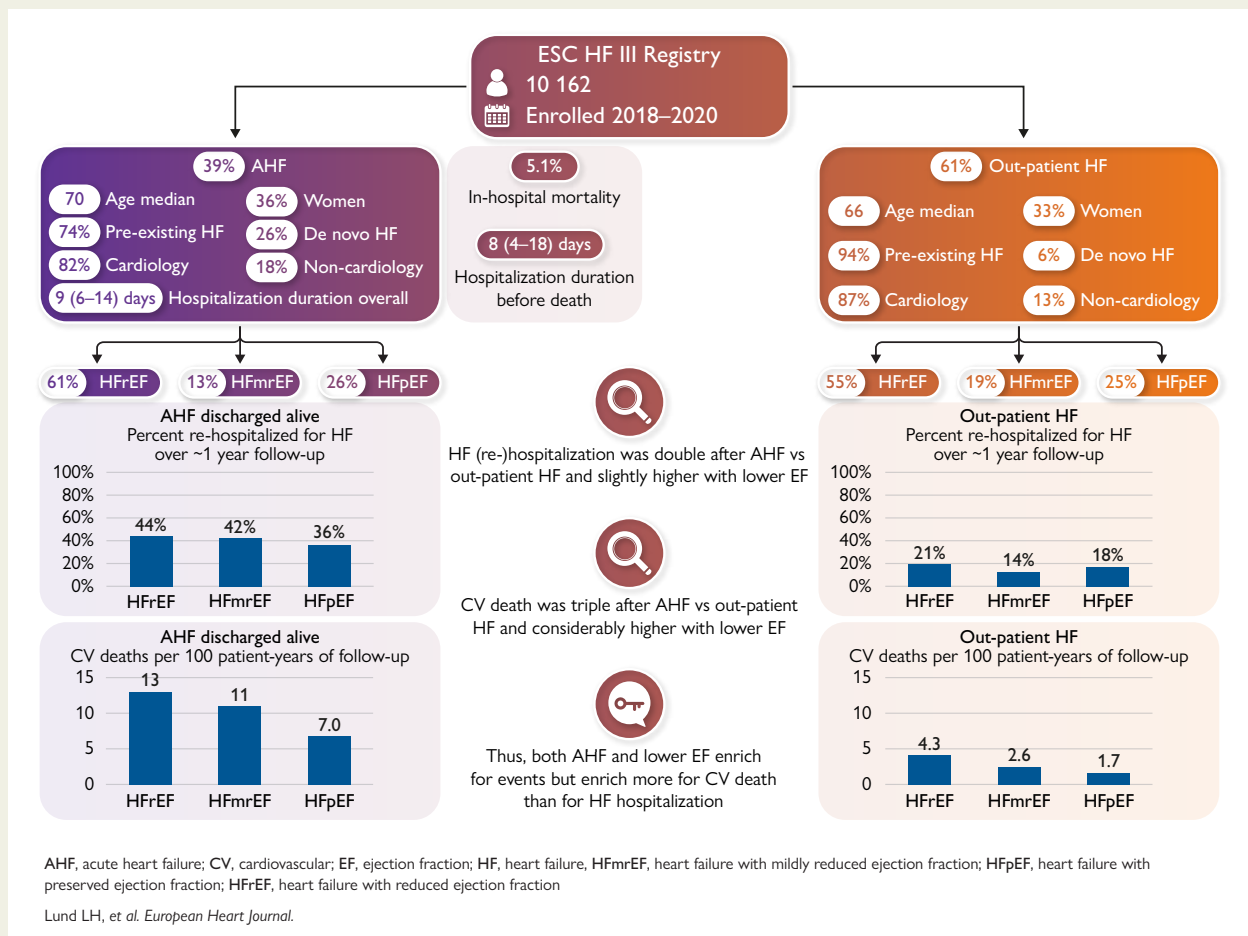 ESC HF III Registry
10 162
Enrolled 2018–2020
39% AHF
70 Age median
36% Women
74% Pre-existing HF
26% De novo HF
82% Cardiology
18% Non-cardiology
9 (6–14) days Hospitalization duration overall
5.1%
In-hospital mortality
8 (4–18) days
Hospitalization duration
before death
61% Out-patient HF
66 Age median
33% Women
94% Pre-existing HF
6% De novo HF
87% Cardiology
13% Non-cardiology
61% HFrEF
13% HFmrEF
26% HFpEF
55% HFrEF
19% HFmrEF
25% HFpEF
AHF discharged alive
Percent re-hospitalized for HF
over ~1 year follow-up
100%
80%
60%
40%
20%
0%
44%
42%
36%
HFrEF
HFmrEF
HFpEF
AHF discharged alive
CV deaths per 100 patient-years of follow-up
15
10
5
0
13
11
7.0
HFrEF
HFmrEF
HFpEF
HF (re-)hospitalization was double after AHF vs
out-patient HF and slightly higher with lower EF
CV death was triple after AHF vs out-patient
HF and considerably higher with lower EF
Thus, both AHF and lower EF enrich
for events but enrich more for CV death
than for HF hospitalization
Out-patient HF
Percent re-hospitalized for HF
over ~1 year follow-up
100%
80%
60%
40%
20%
0%
21%
14%
18%
HFrEF
HFmrEF
HFpEF
Out-patient HF
CV deaths per 100 patient-years of follow-up
15
10
5
0
4.3
2.6
1.7
HFrEF
HFmrEF
HFpEF
AHF, acute heart failure; CV, cardiovascular; EF, ejection fraction; HF, heart failure, HFmrEF, heart failure with mildly reduced ejection fraction; HFpEF, heart failure with
preserved ejection fraction; HFrEF, heart failure with reduced ejection fraction
Lund LH, et al. European Heart Journal.